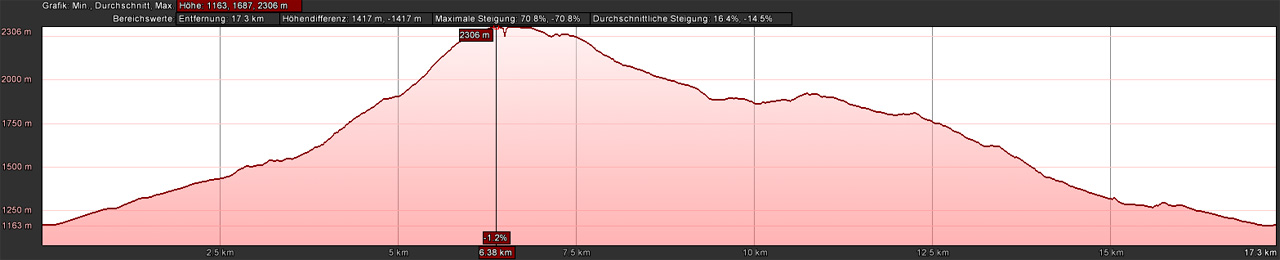 Grafik: Min., Durchschnitt, Max. Höhe: 1163, 1687, 2306 m
Bereichswerte: Entfernung: 17.3 km Höhendifferenz: 1417 m, -1417 m Maximale Steigung: 70.8%, -70.8% Durchschnittliche Steigung: 16.4%, -14.5%
2306 m
2306 m
2000 m
1750 m
1500 m
1250 m
1163 m
-1.2%
2.5 km 5 km 6.38 km 7.5 km 10 km 12.5 km 15 km 17.3 km